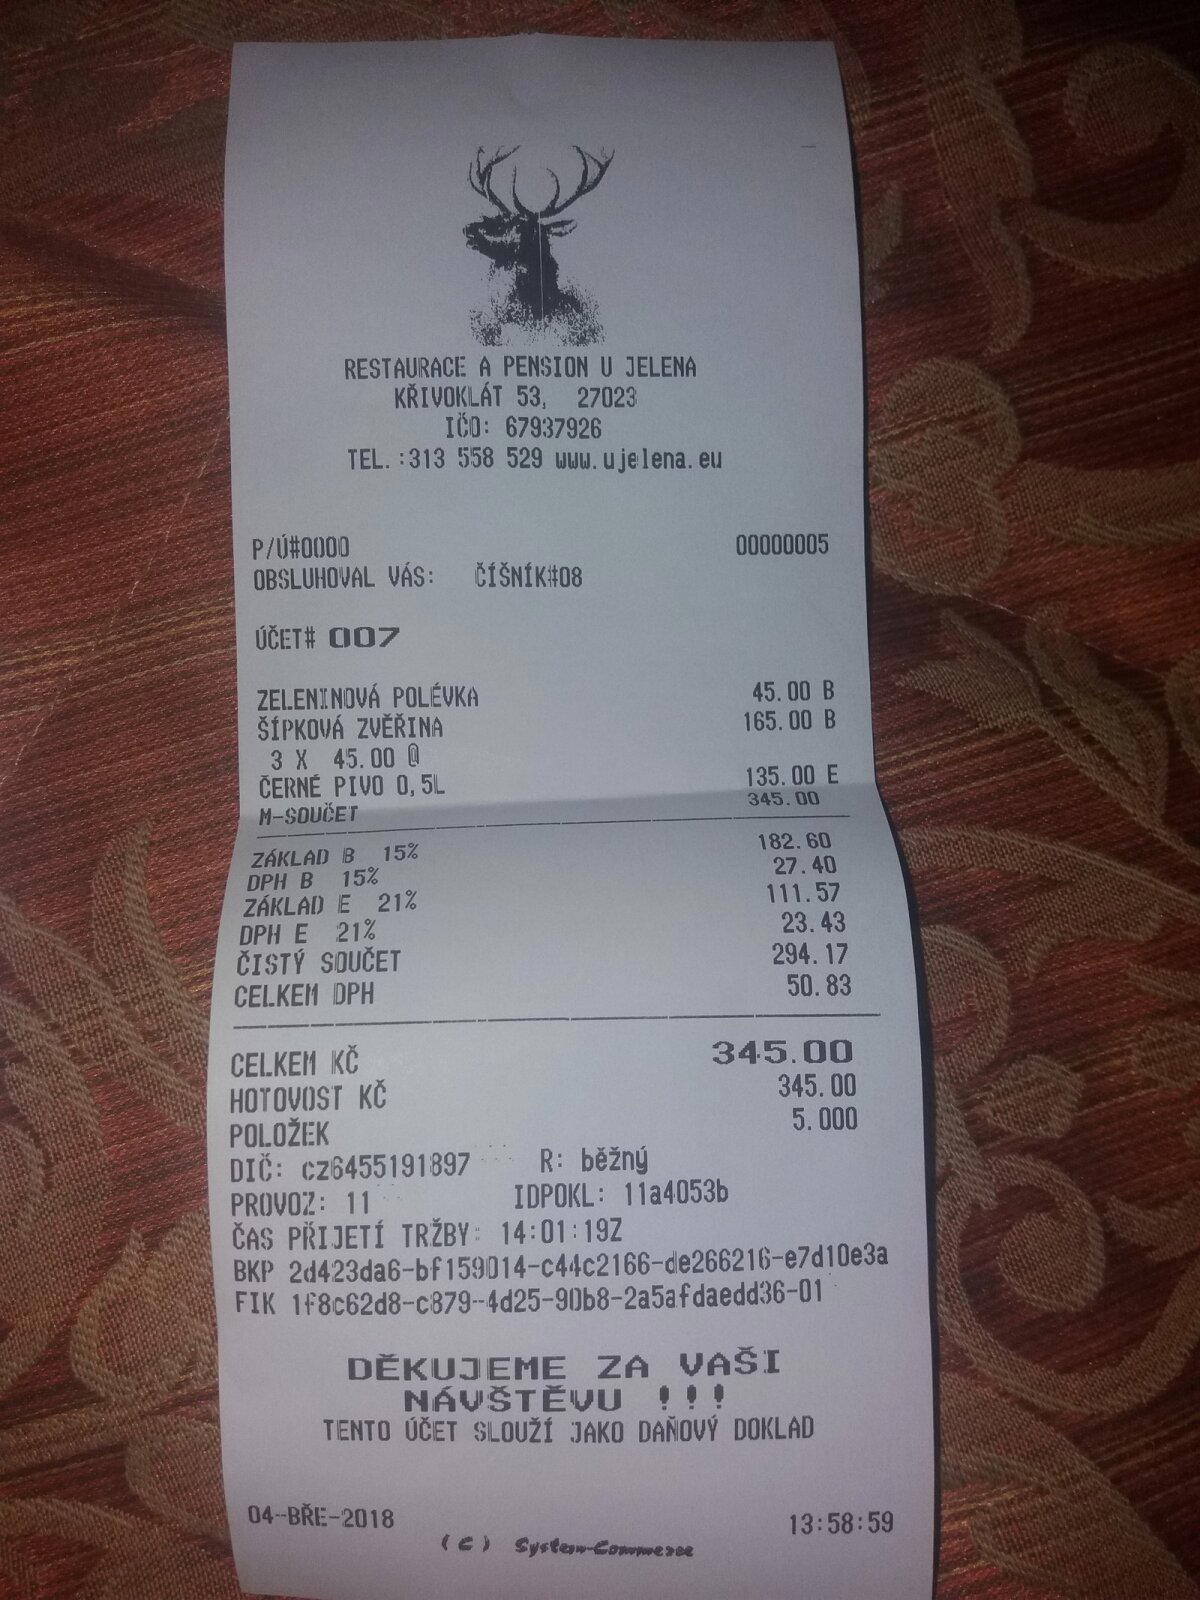 RESTAURACE A PENSION U JELENA
KŘIVOKLÁT 53, 27023
IČO: 67937926
TEL.:313 558 529 www.ujelena.eu
P/Ú#0000 00000005
OBSLUHOVAL VÁS: ČÍŠNÍK#08
ÚČET# 007
ZELENINOVÁ POLÉVKA 45.00 B
ŠÍPKOVÁ ZVĚŘINA 165.00 B
3 X 45.00 @
ČERNÉ PIVO 0,5L 135.00 E
M-SOUČET 345.00
ZÁKLAD B 15% 182.60
DPH B 15% 27.40
ZÁKLAD E 21% 111.57
DPH E 21% 23.43
ČISTÝ SOUČET 294.17
CELKEM DPH 50.83
CELKEM KČ 345.00
HOTOVOST KČ 345.00
POLOŽEK 5.000
DIČ: cz6455191897 R: běžný
PROVOZ: 11 IDPOKL: 11a4053b
ČAS PŘIJETÍ TRŽBY: 14:01:19Z
BKP 2d423da6-bf159014-c44c2166-de266216-e7d10e3a
FIK 1f8c62d8-c879-4d25-90b8-2a5afdaedd36-01
DĚKUJEME ZA VAŠI
NÁVŠTĚVU !!!
TENTO ÚČET SLOUŽÍ JAKO DAŇOVÝ DOKLAD
04-BŘE-2018 13:58:59
(C) System-Commerce